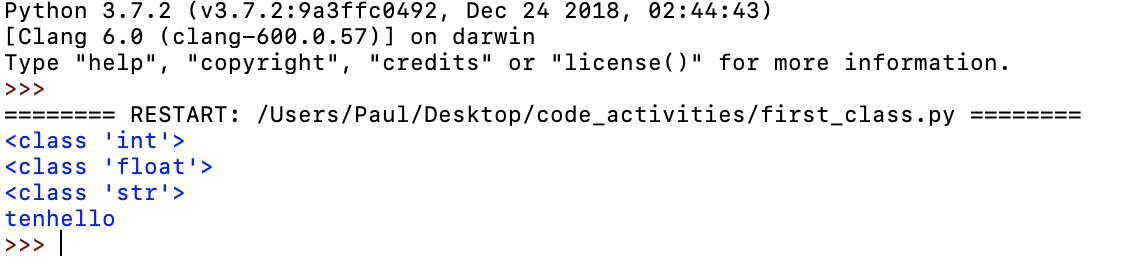 Python 3.7.2 (v3.7.2:9a3ffc0492, Dec 24 2018, 02:44:43)
[Clang 6.0 (clang-600.0.57)] on darwin
Type "help", "copyright", "credits" or "license()" for more information.
>>>
======== RESTART: /Users/Paul/Desktop/code_activities/first_class.py ========
<class 'int'>
<class 'float'>
<class 'str'>
tenhello
>>>